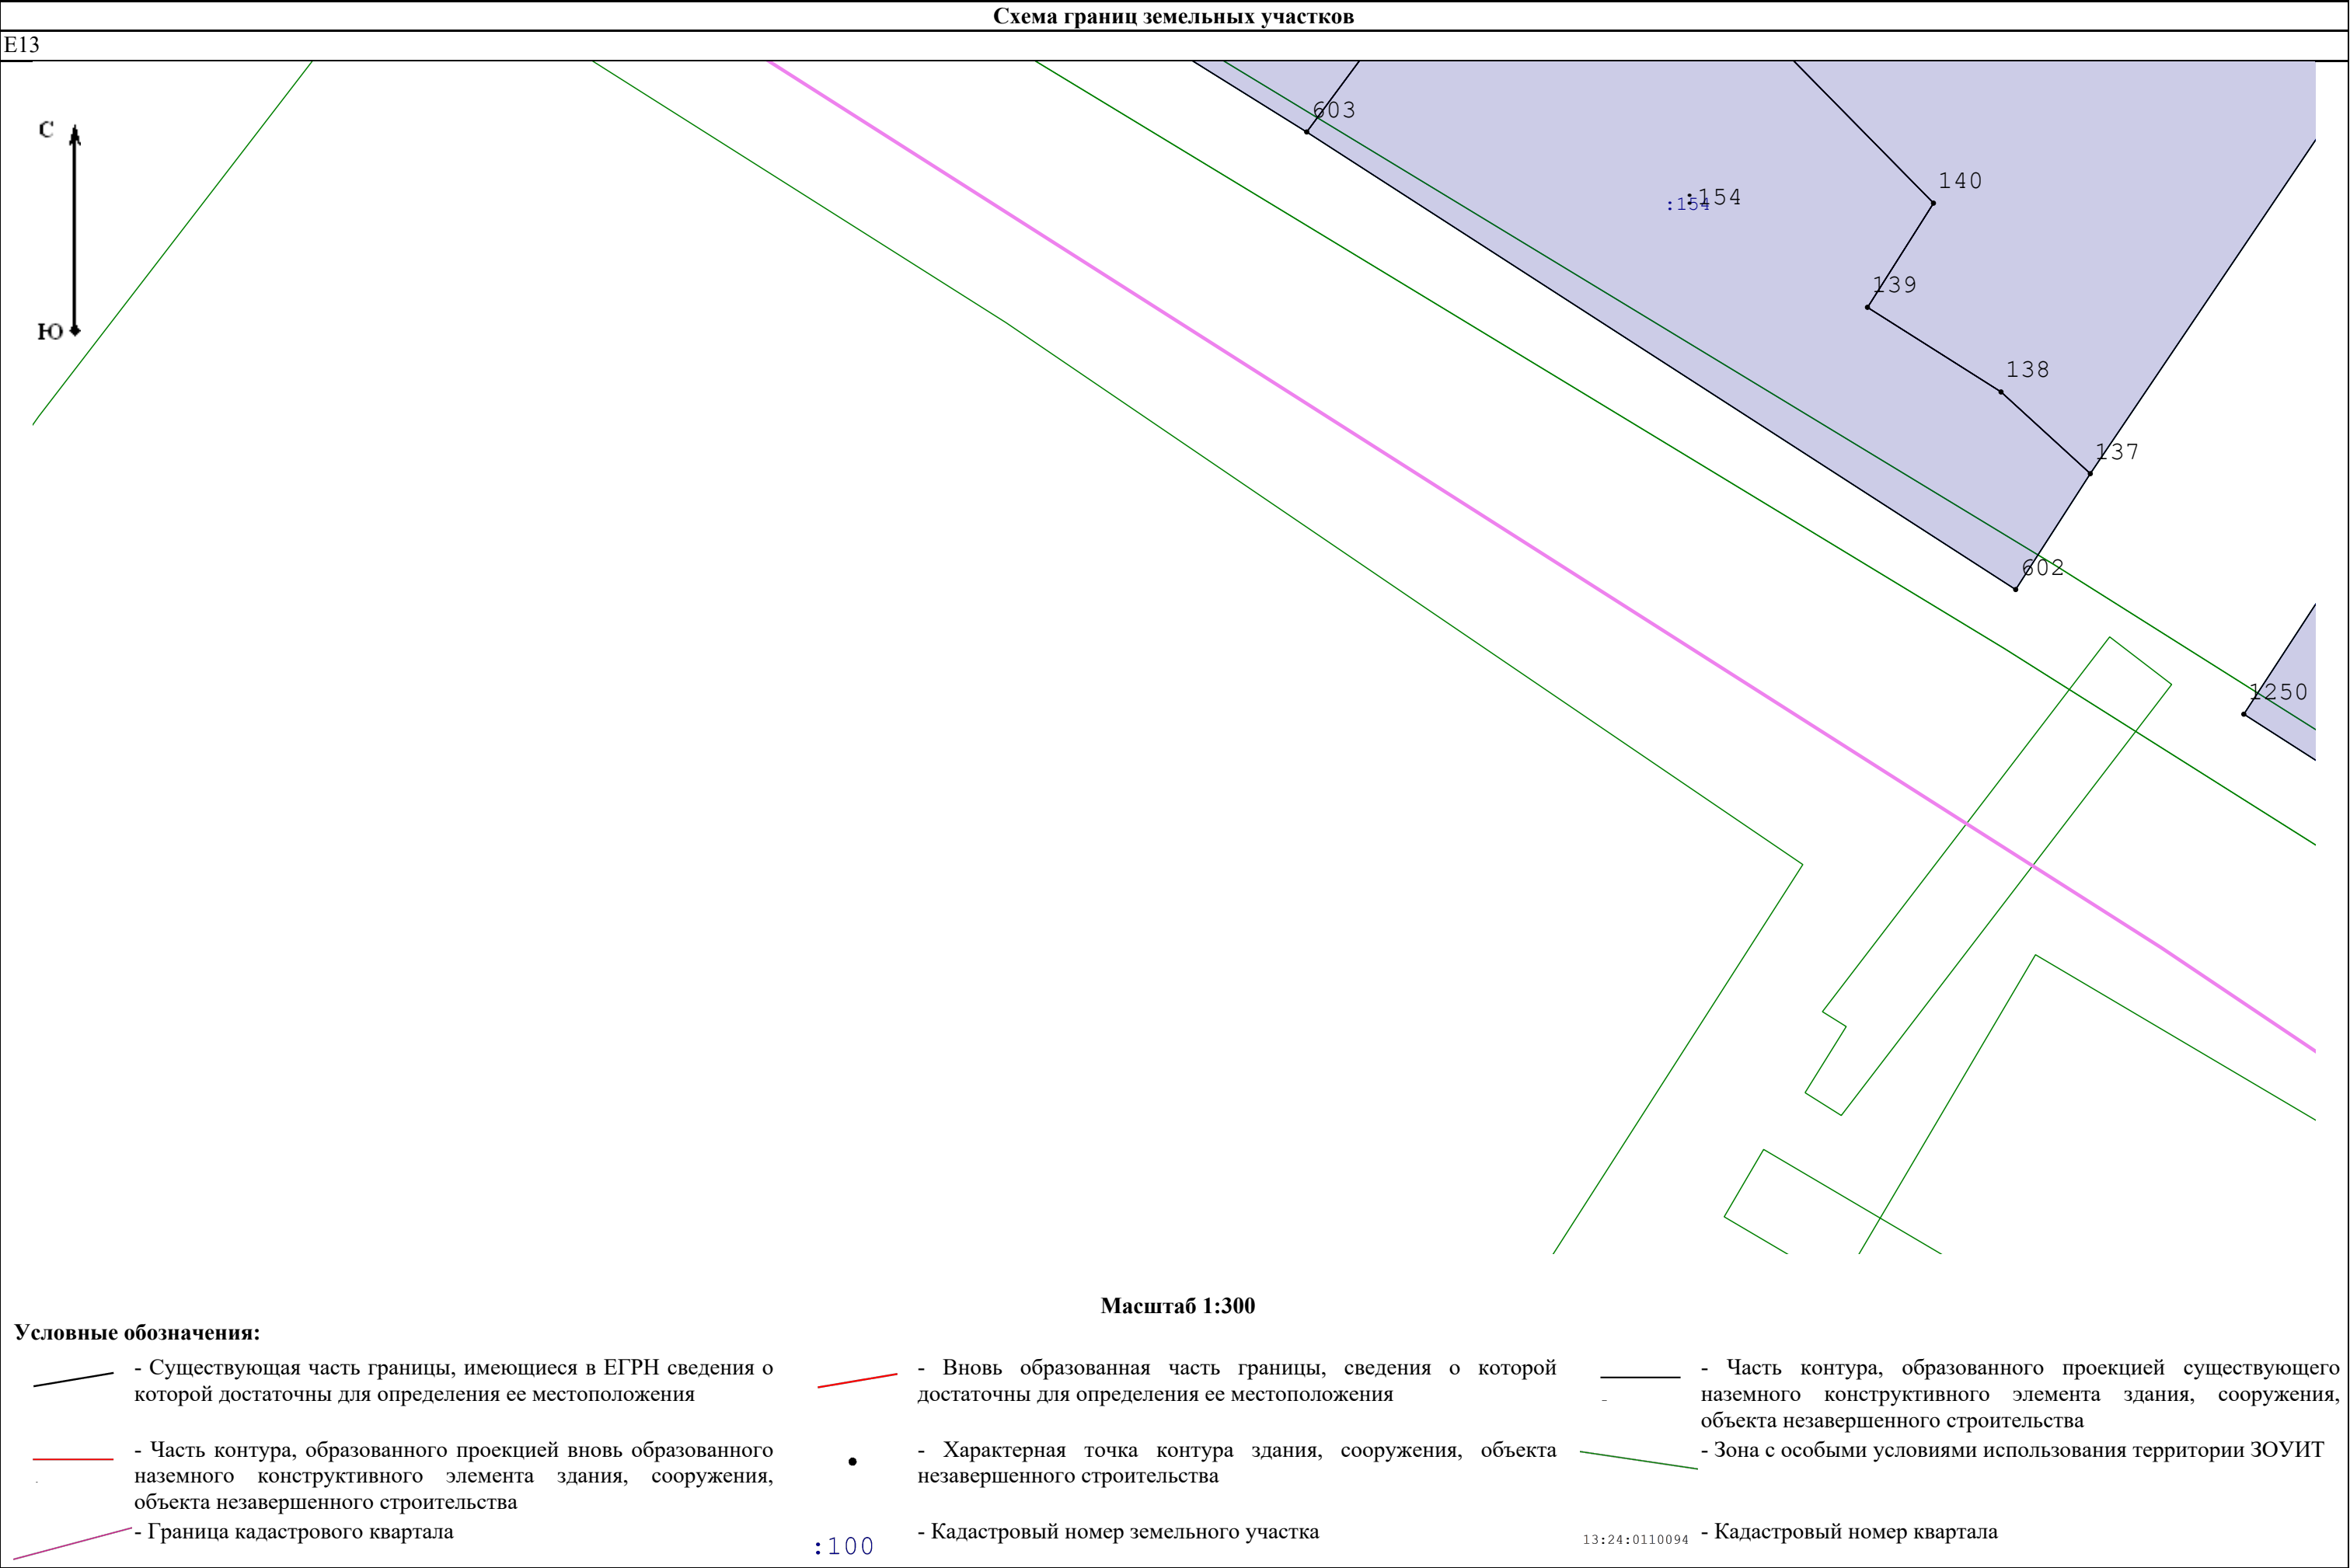 Схема границ земельных участков
E13
С
Ю
603
140
:154
:154
139
138
137
602
1250
Масштаб 1:300
Условные обозначения:
- Существующая часть границы, имеющиеся в ЕГРН сведения о
которой достаточны для определения ее местоположения
- Вновь образованная часть границы, сведения о которой
достаточны для определения ее местоположения
- Часть контура, образованного проекцией существующего
наземного конструктивного элемента здания, сооружения,
объекта незавершенного строительства
- Часть контура, образованного проекцией вновь образованного
наземного конструктивного элемента здания, сооружения,
объекта незавершенного строительства
- Характерная точка контура здания, сооружения, объекта
незавершенного строительства
- Зона с особыми условиями использования территории ЗОУИТ
- Граница кадастрового квартала
:100 - Кадастровый номер земельного участка
13:24:0110094 - Кадастровый номер квартала